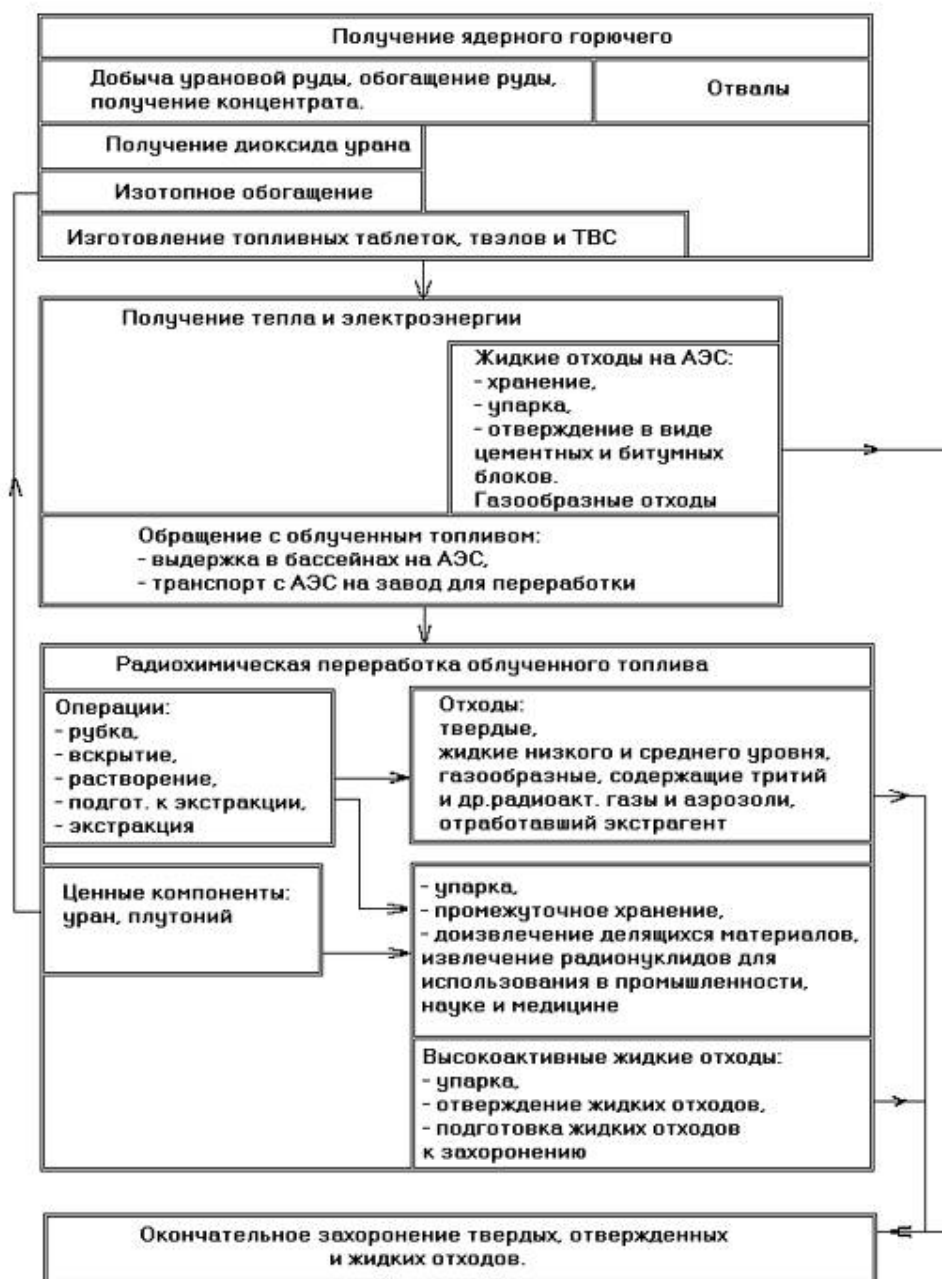 Получение ядерного горючего
Добыча урановой руды, обогащение руды,
получение концентрата.
Отвалы
Получение диоксида урана
Изотопное обогащение
Изготовление топливных таблеток, твэлов и ТВС
Получение тепла и электроэнергии
Жидкие отходы на АЭС:
- хранение,
- упарка,
- отверждение в виде
цементных и битумных
блоков.
Газообразные отходы
Обращение с облученным топливом:
- выдержка в бассейнах на АЭС,
- транспорт с АЭС на завод для переработки
Радиохимическая переработка облученного топлива
Операции:
- рубка,
- вскрытие,
- растворение,
- подгот. к экстракции,
- экстракция
Отходы:
твердые,
жидкие низкого и среднего уровня,
газообразные, содержащие тритий
и др.радиоакт. газы и аэрозоли,
отработавший экстрагент
Ценные компоненты:
уран, плутоний
- упарка,
- промежуточное хранение,
- доизвлечение делящихся материалов,
извлечение радионуклидов для
использования в промышленности,
науке и медицине
Высокоактивные жидкие отходы:
- упарка,
- отверждение жидких отходов,
- подготовка жидких отходов
к захоронению
Окончательное захоронение твердых, отвержденных
и жидких отходов.